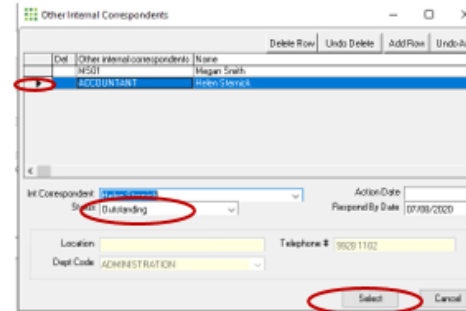 Other Internal Correspondents
Delete Row Undo Delete Add Row Undo A
Del Other internal correspondents Name
MS01 Megan Smith
ACCOUNTANT Helen Sternick
Int Correspondent Helen Sternick Action Date
Status Outstanding Respond By Date 07/08/2020
Location Telephone # 9928 1102
Dept Code ADMINISTRATION
Select Cancel